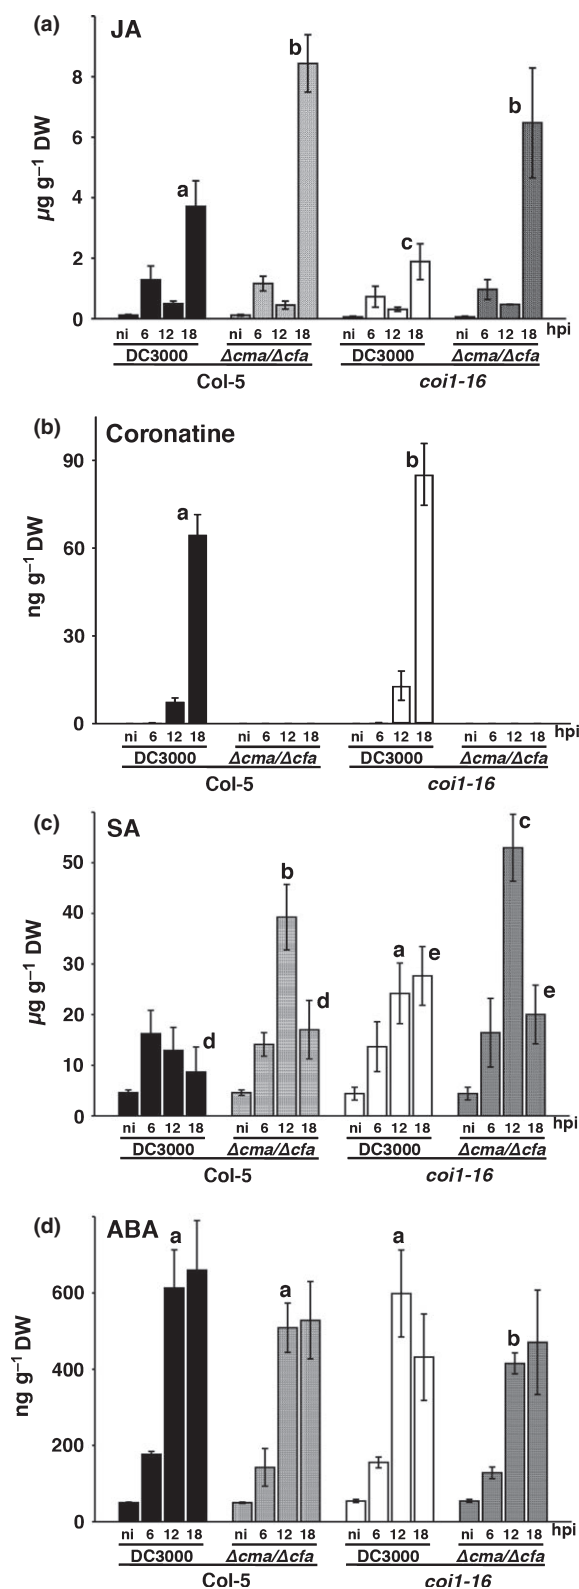 (a)
JA
μg g⁻¹ DW
8
6
4
2
0
a
b
c
b
ni 6 12 18 ni 6 12 18 ni 6 12 18 ni 6 12 18 hpi
DC3000 Δcma/Δcfa DC3000 Δcma/Δcfa
Col-5 coi1-16
(b)
Coronatine
ng g⁻¹ DW
90
60
30
0
a
b
ni 6 12 18 ni 6 12 18 ni 6 12 18 ni 6 12 18 hpi
DC3000 Δcma/Δcfa DC3000 Δcma/Δcfa
Col-5 coi1-16
(c)
SA
μg g⁻¹ DW
50
40
30
20
10
0
d
b
d
a
e
c
e
ni 6 12 18 ni 6 12 18 ni 6 12 18 ni 6 12 18 hpi
DC3000 Δcma/Δcfa DC3000 Δcma/Δcfa
Col-5 coi1-16
(d)
ABA
ng g⁻¹ DW
600
400
200
0
a
a
a
b
ni 6 12 18 ni 6 12 18 ni 6 12 18 ni 6 12 18 hpi
DC3000 Δcma/Δcfa DC3000 Δcma/Δcfa
Col-5 coi1-16